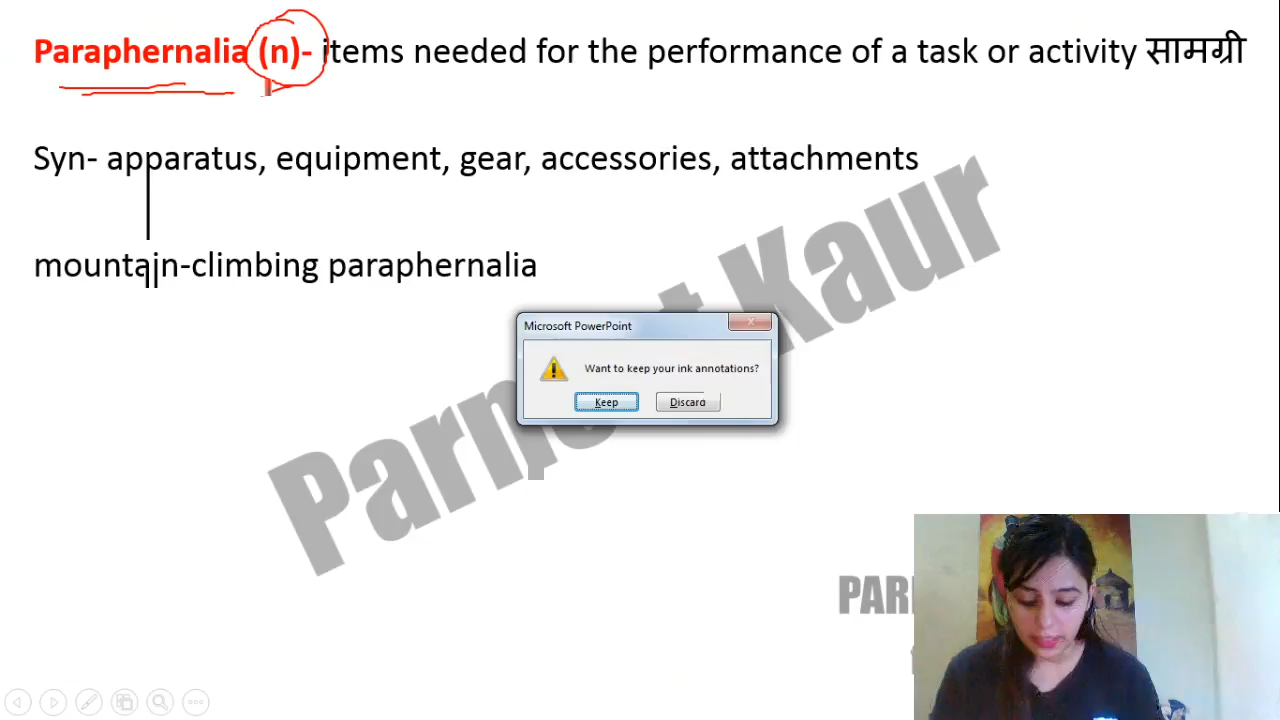 Paraphernalia (n)- items needed for the performance of a task or activity सामग्री
Syn- apparatus, equipment, gear, accessories, attachments
mountain-climbing paraphernalia
Microsoft PowerPoint
Want to keep your ink annotations?
Keep Discard
Kaur